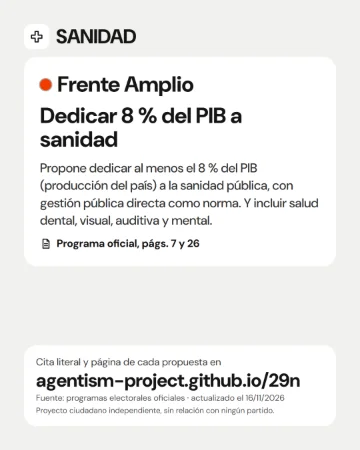 SANIDAD
Frente Amplio
Dedicar 8 % del PIB a
sanidad
Propone dedicar al menos el 8 % del PIB
(producción del país) a la sanidad pública, con
gestión pública directa como norma. Y incluir salud
dental, visual, auditiva y mental.
Programa oficial, págs. 7 y 26
Cita literal y página de cada propuesta en
agentism-project.github.io/29n
Fuente: programas electorales oficiales · actualizado el 16/11/2026
Proyecto ciudadano independiente, sin relación con ningún partido.